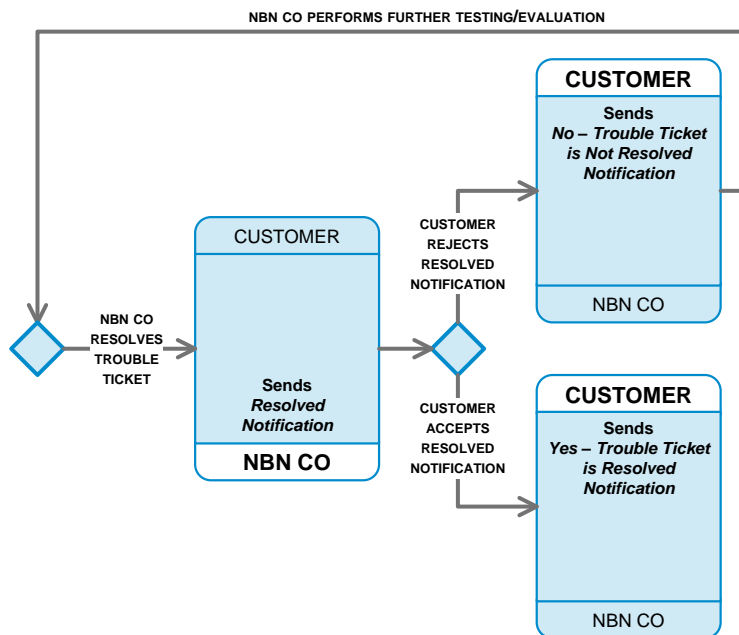 NBN CO PERFORMS FURTHER TESTING/EVALUATION
CUSTOMER
Sends
No – Trouble Ticket
is Not Resolved
Notification
NBN CO
CUSTOMER
REJECTS
RESOLVED
NOTIFICATION
CUSTOMER
Sends
Resolved
Notification
NBN CO
NBN CO
RESOLVES
TROUBLE
TICKET
CUSTOMER
ACCEPTS
RESOLVED
NOTIFICATION
CUSTOMER
Sends
Yes – Trouble Ticket
is Resolved
Notification
NBN CO